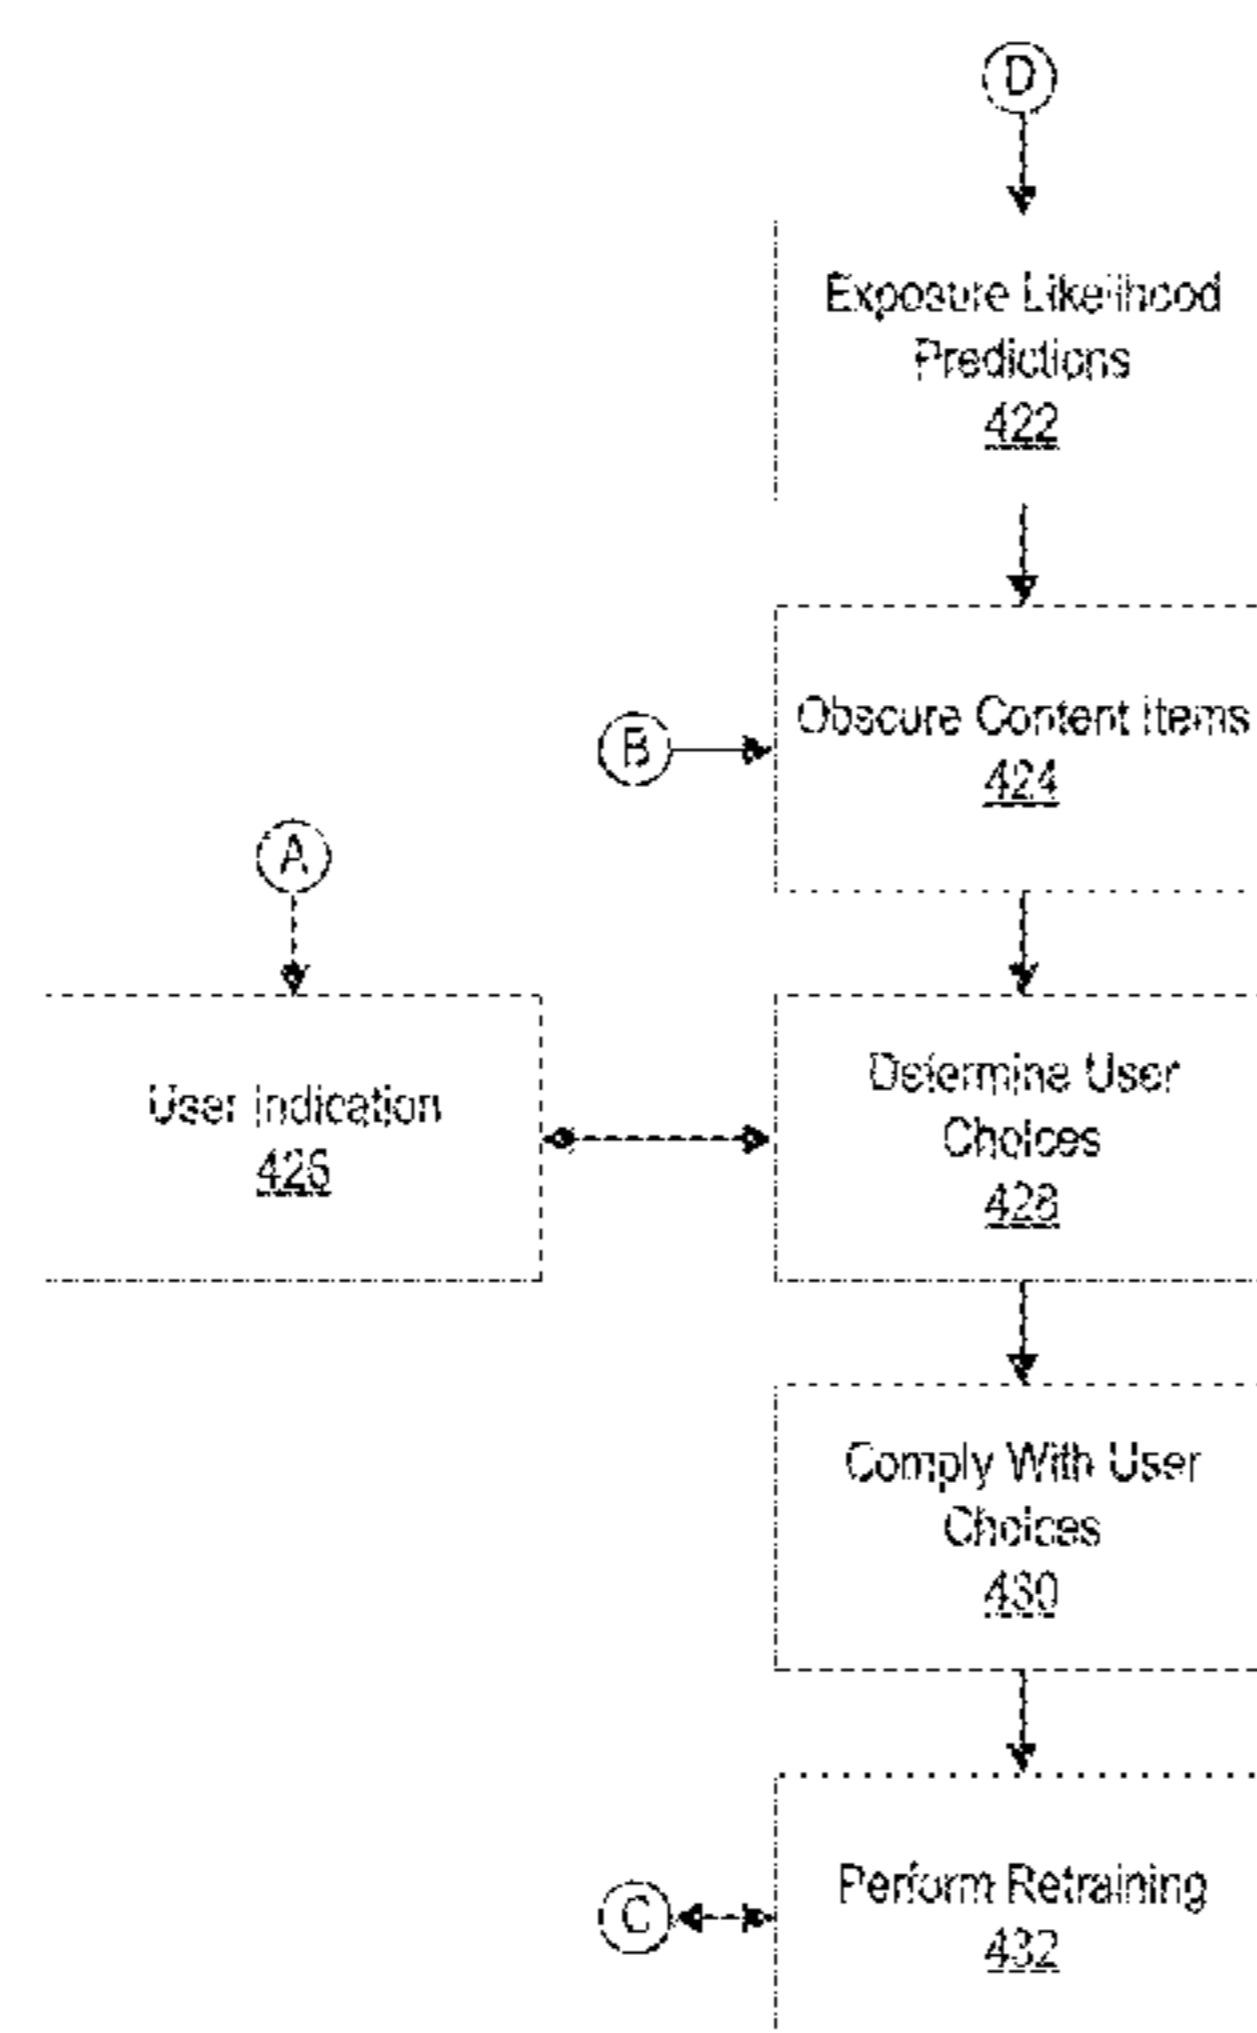 D
Exposure Likelihood
Predictions
422
B
Obscure Content Items
424
A
User Indication
426
Determine User
Choices
428
Comply With User
Choices
430
C
Perform Retraining
432